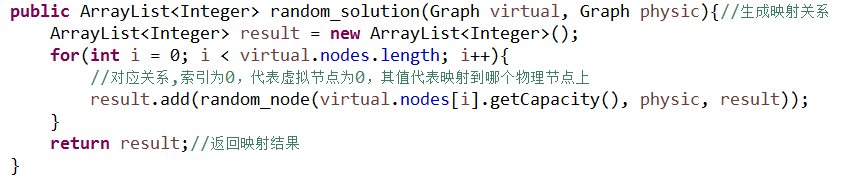 public ArrayList<Integer> random_solution(Graph virtual, Graph physic){//生成映射关系
    ArrayList<Integer> result = new ArrayList<Integer>();
    for(int i = 0; i < virtual.nodes.length; i++){
        //对应关系,索引为0，代表虚拟节点为0，其值代表映射到哪个物理节点上
        result.add(random_node(virtual.nodes[i].getCapacity(), physic, result));
    }
    return result;//返回映射结果
}